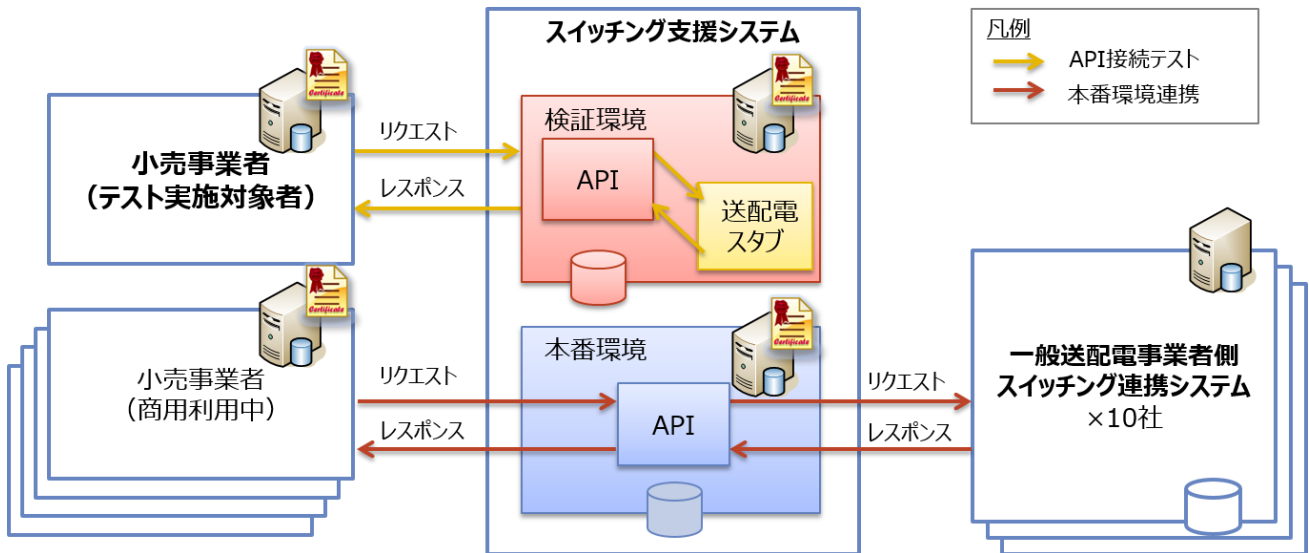 スイッチング支援システム
凡例
API接続テスト
本番環境連携
Certificate
小売事業者
（テスト実施対象者）
リクエスト
レスポンス
検証環境
Certificate
API
送配電
スタブ
Certificate
小売事業者
（商用利用中）
リクエスト
レスポンス
本番環境
Certificate
API
リクエスト
レスポンス
一般送配電事業者側
スイッチング連携システム
×10社